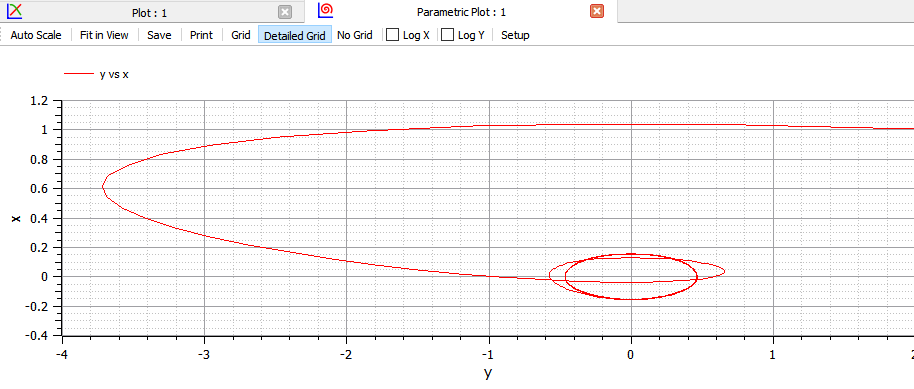 Plot : 1
Parametric Plot : 1
Auto Scale Fit in View Save Print Grid Detailed Grid No Grid Log X Log Y Setup
y vs x
1.2
1
0.8
0.6
0.4
0.2
0
-0.2
-0.4
x
-4 -3 -2 -1 0 1 2
y